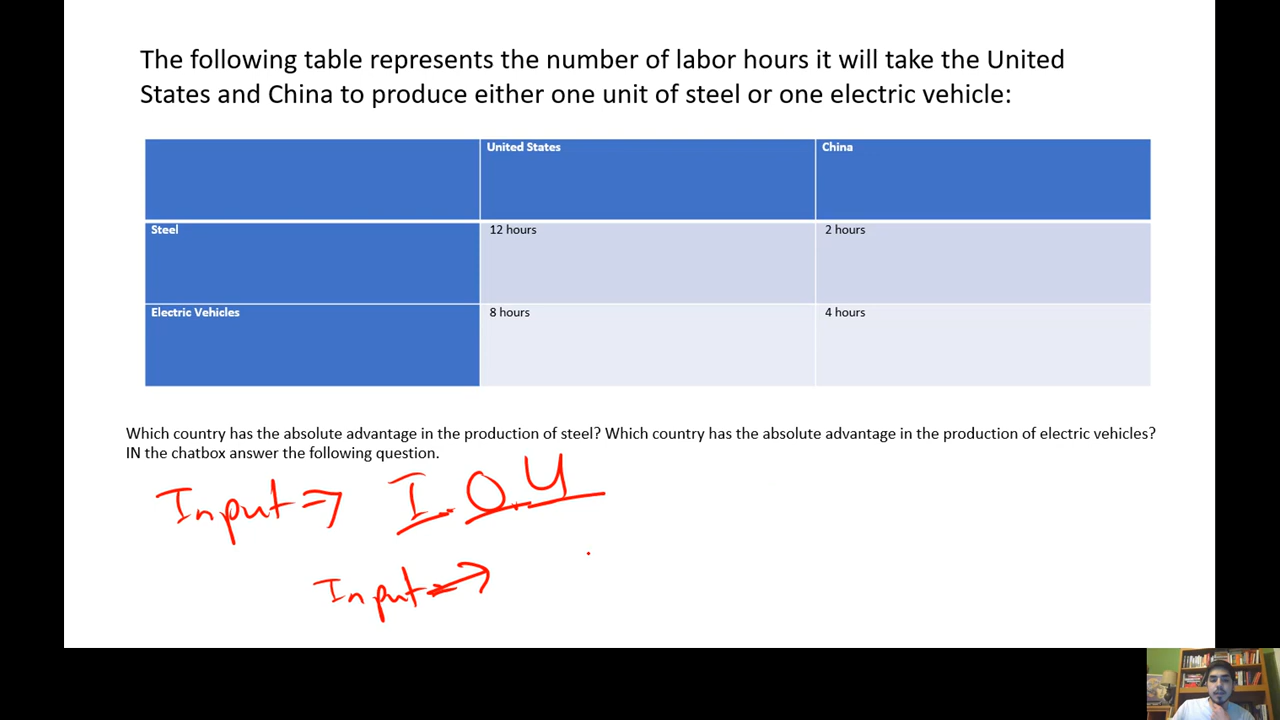 The following table represents the number of labor hours it will take the United
States and China to produce either one unit of steel or one electric vehicle:
United States China
Steel 12 hours 2 hours
Electric Vehicles 8 hours 4 hours
Which country has the absolute advantage in the production of steel? Which country has the absolute advantage in the production of electric vehicles?
IN the chatbox answer the following question.
Input ⇒ I.O.U
Input →